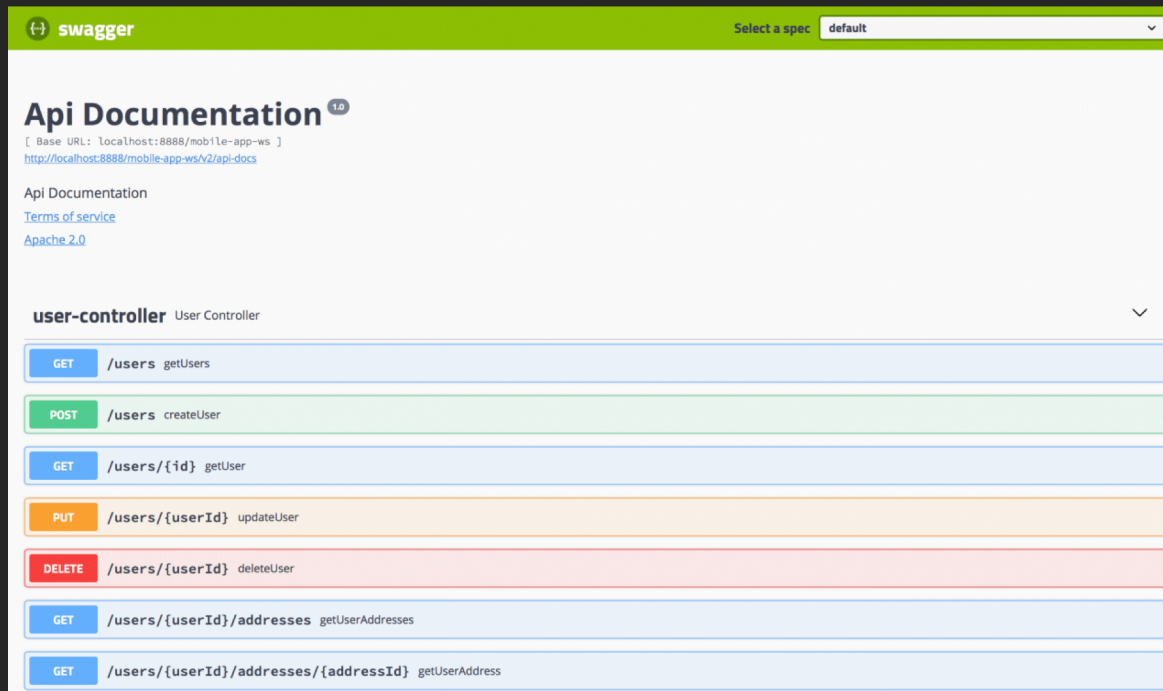 swagger Select a spec default
Api Documentation 1.0
[ Base URL: localhost:8888/mobile-app-ws ]
http://localhost:8888/mobile-app-ws/v2/api-docs
Api Documentation
Terms of service
Apache 2.0
user-controller User Controller
GET /users getUsers
POST /users createUser
GET /users/{id} getUser
PUT /users/{userId} updateUser
DELETE /users/{userId} deleteUser
GET /users/{userId}/addresses getUserAddresses
GET /users/{userId}/addresses/{addressId} getUserAddress